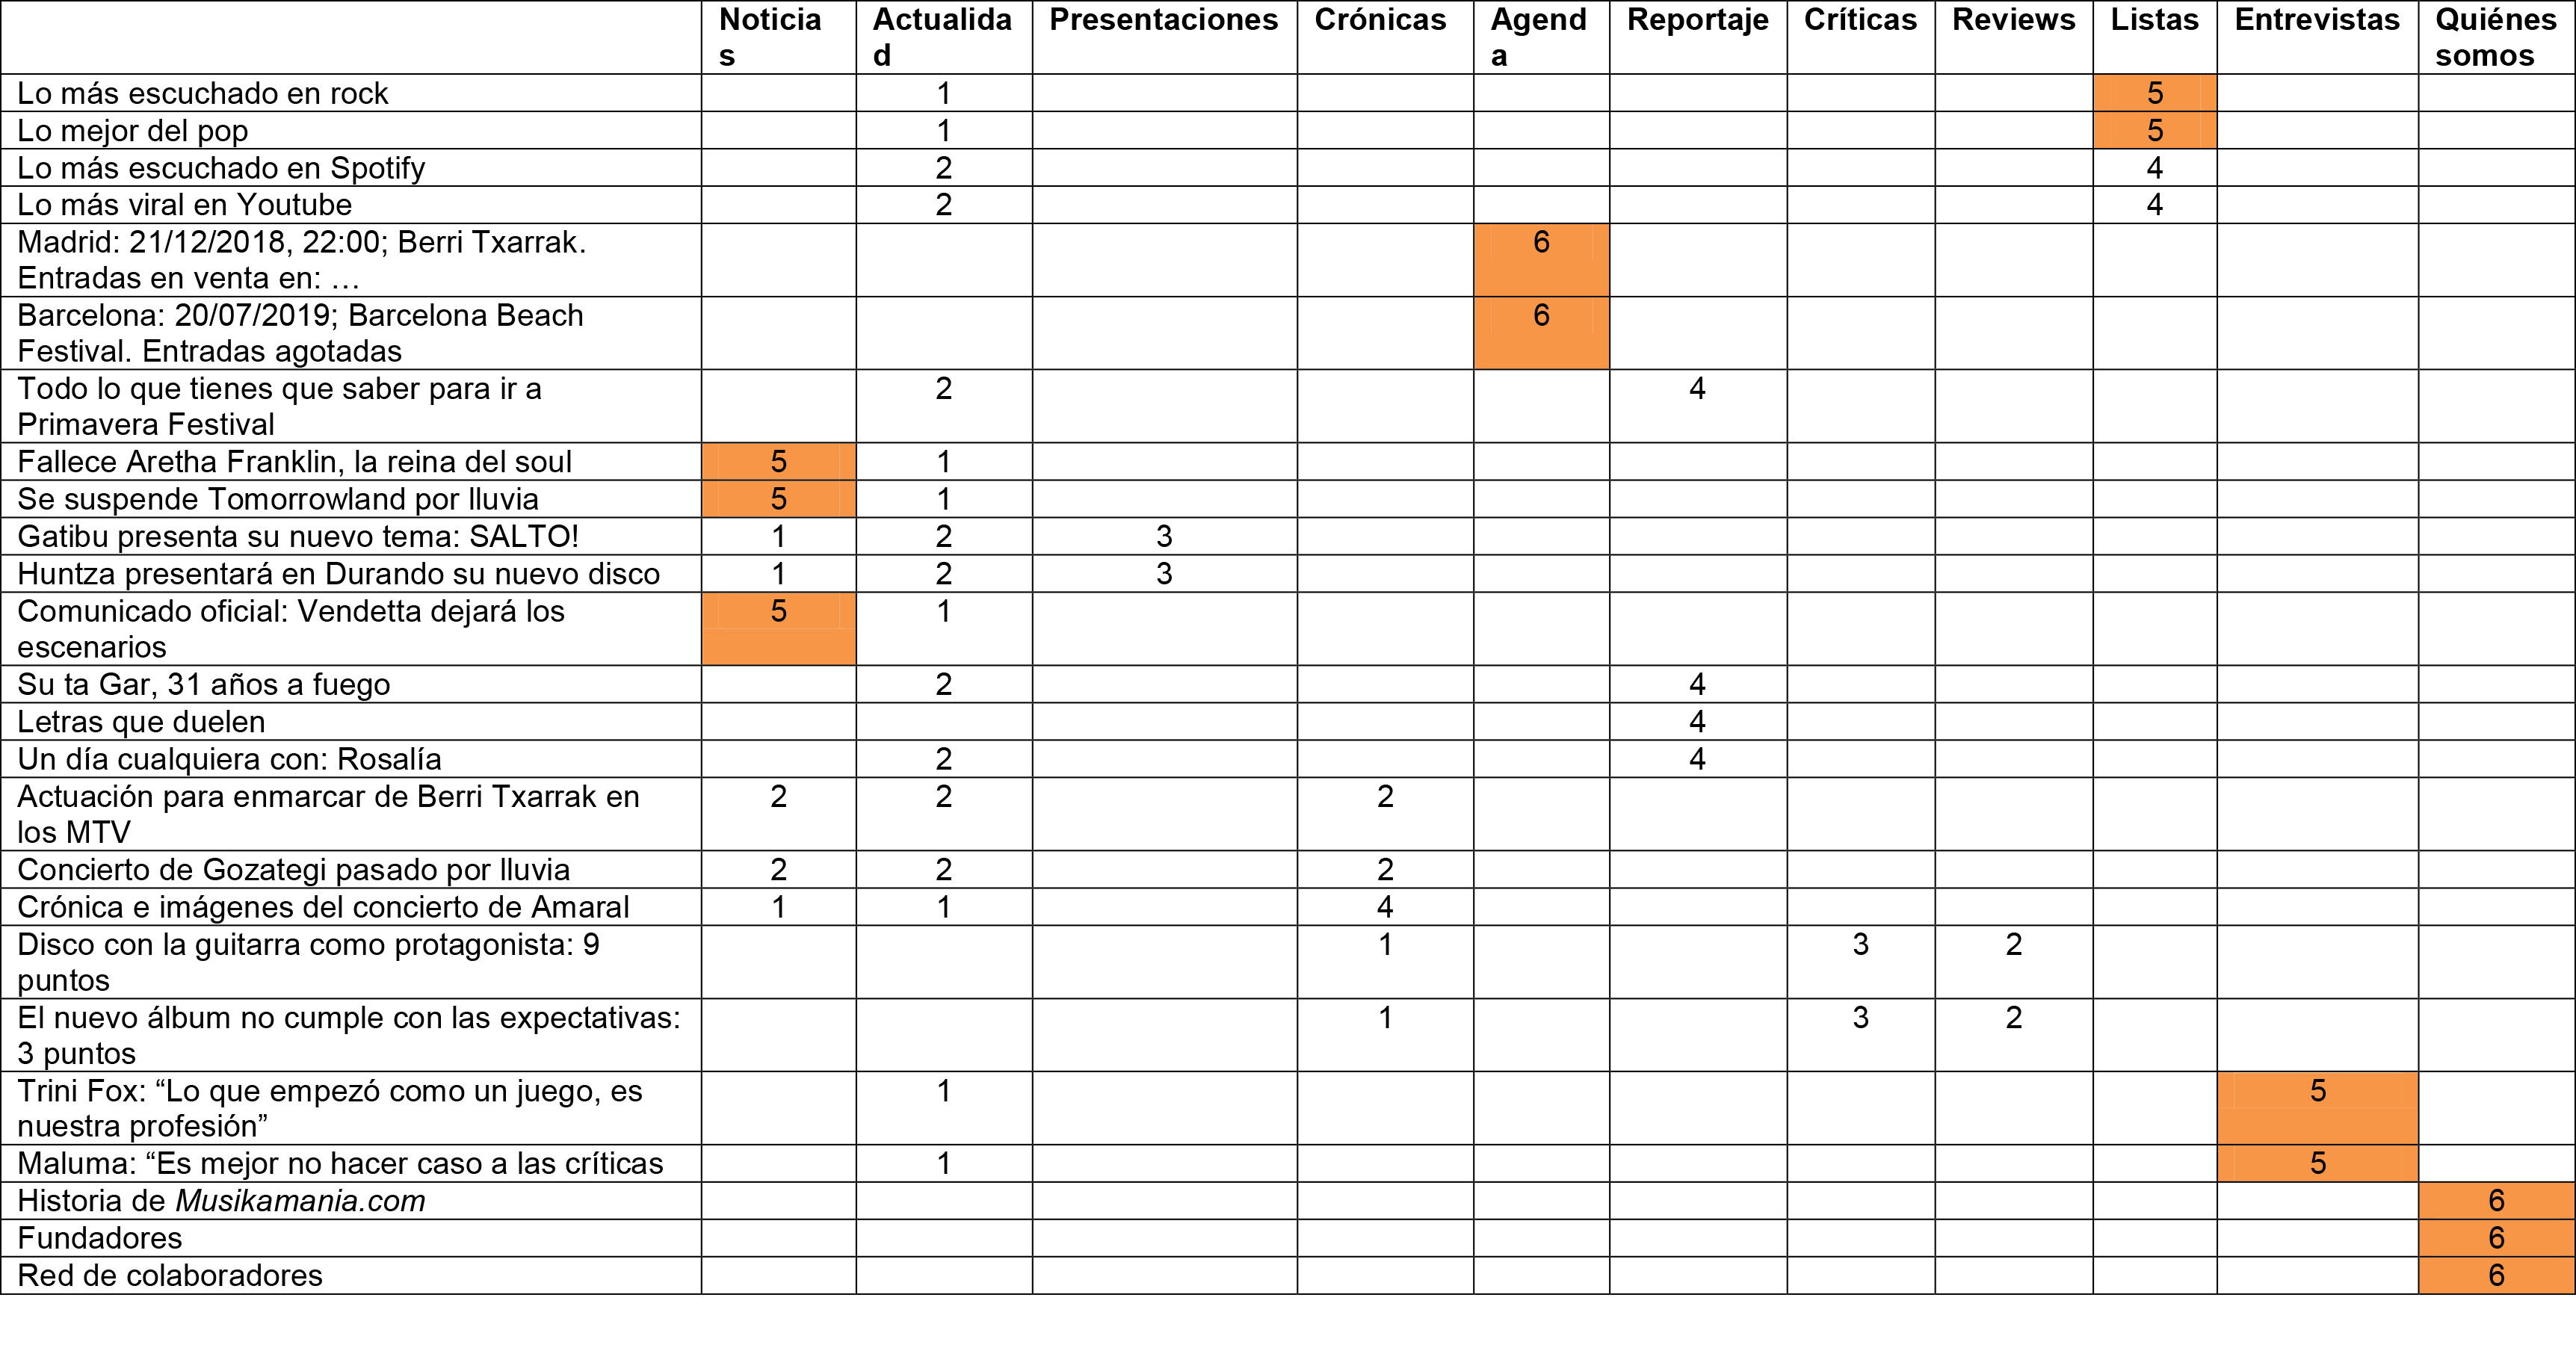 Noticia Actualida Presentaciones Crónicas Agend Reportaje Críticas Reviews Listas Entrevistas Quiénes
s d a somos
Lo más escuchado en rock 1 5
Lo mejor del pop 1 5
Lo más escuchado en Spotify 2 4
Lo más viral en Youtube 2 4
Madrid: 21/12/2018, 22:00; Berri Txarrak. 6
Entradas en venta en: …
Barcelona: 20/07/2019; Barcelona Beach 6
Festival. Entradas agotadas
Todo lo que tienes que saber para ir a 2 4
Primavera Festival
Fallece Aretha Franklin, la reina del soul 5 1
Se suspende Tomorrowland por lluvia 5 1
Gatibu presenta su nuevo tema: SALTO! 1 2 3
Huntza presentará en Durando su nuevo disco 1 2 3
Comunicado oficial: Vendetta dejará los 5 1
escenarios
Su ta Gar, 31 años a fuego 2 4
Letras que duelen 4
Un día cualquiera con: Rosalía 2 4
Actuación para enmarcar de Berri Txarrak en 2 2 2
los MTV
Concierto de Gozategi pasado por lluvia 2 2 2
Crónica e imágenes del concierto de Amaral 1 1 4
Disco con la guitarra como protagonista: 9 1 3 2
puntos
El nuevo álbum no cumple con las expectativas: 1 3 2
3 puntos
Trini Fox: “Lo que empezó como un juego, es 1 5
nuestra profesión”
Maluma: “Es mejor no hacer caso a las críticas 1 5
Historia de Musikamania.com 6
Fundadores 6
Red de colaboradores 6